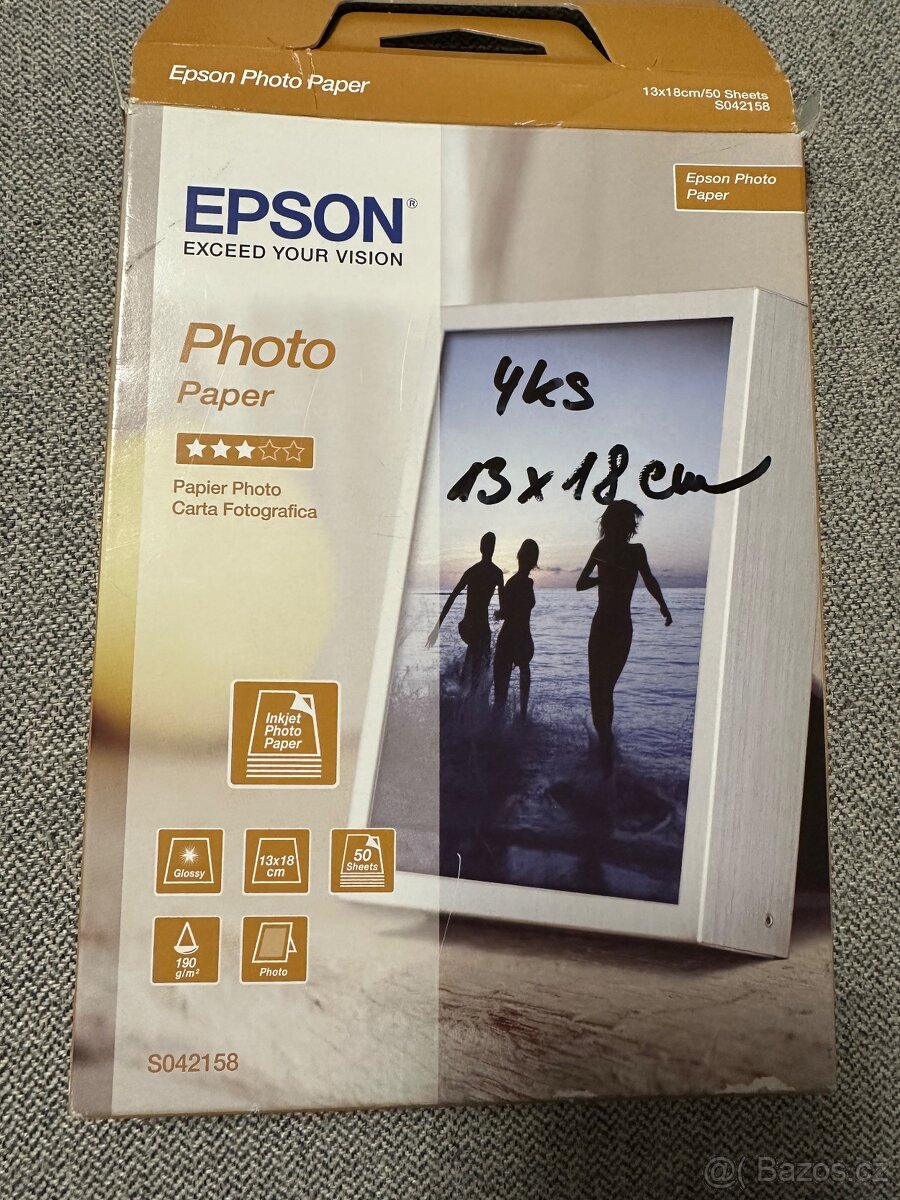 Epson Photo Paper
13x18cm/50 Sheets
S042158
Epson Photo
Paper
EPSON®
EXCEED YOUR VISION
Photo
Paper
Papier Photo
Carta Fotografica
4ks
13x18cm
Inkjet
Photo
Paper
Glossy
13x18
cm
50
Sheets
190
g/m²
Photo
S042158
@( Bazos.cz